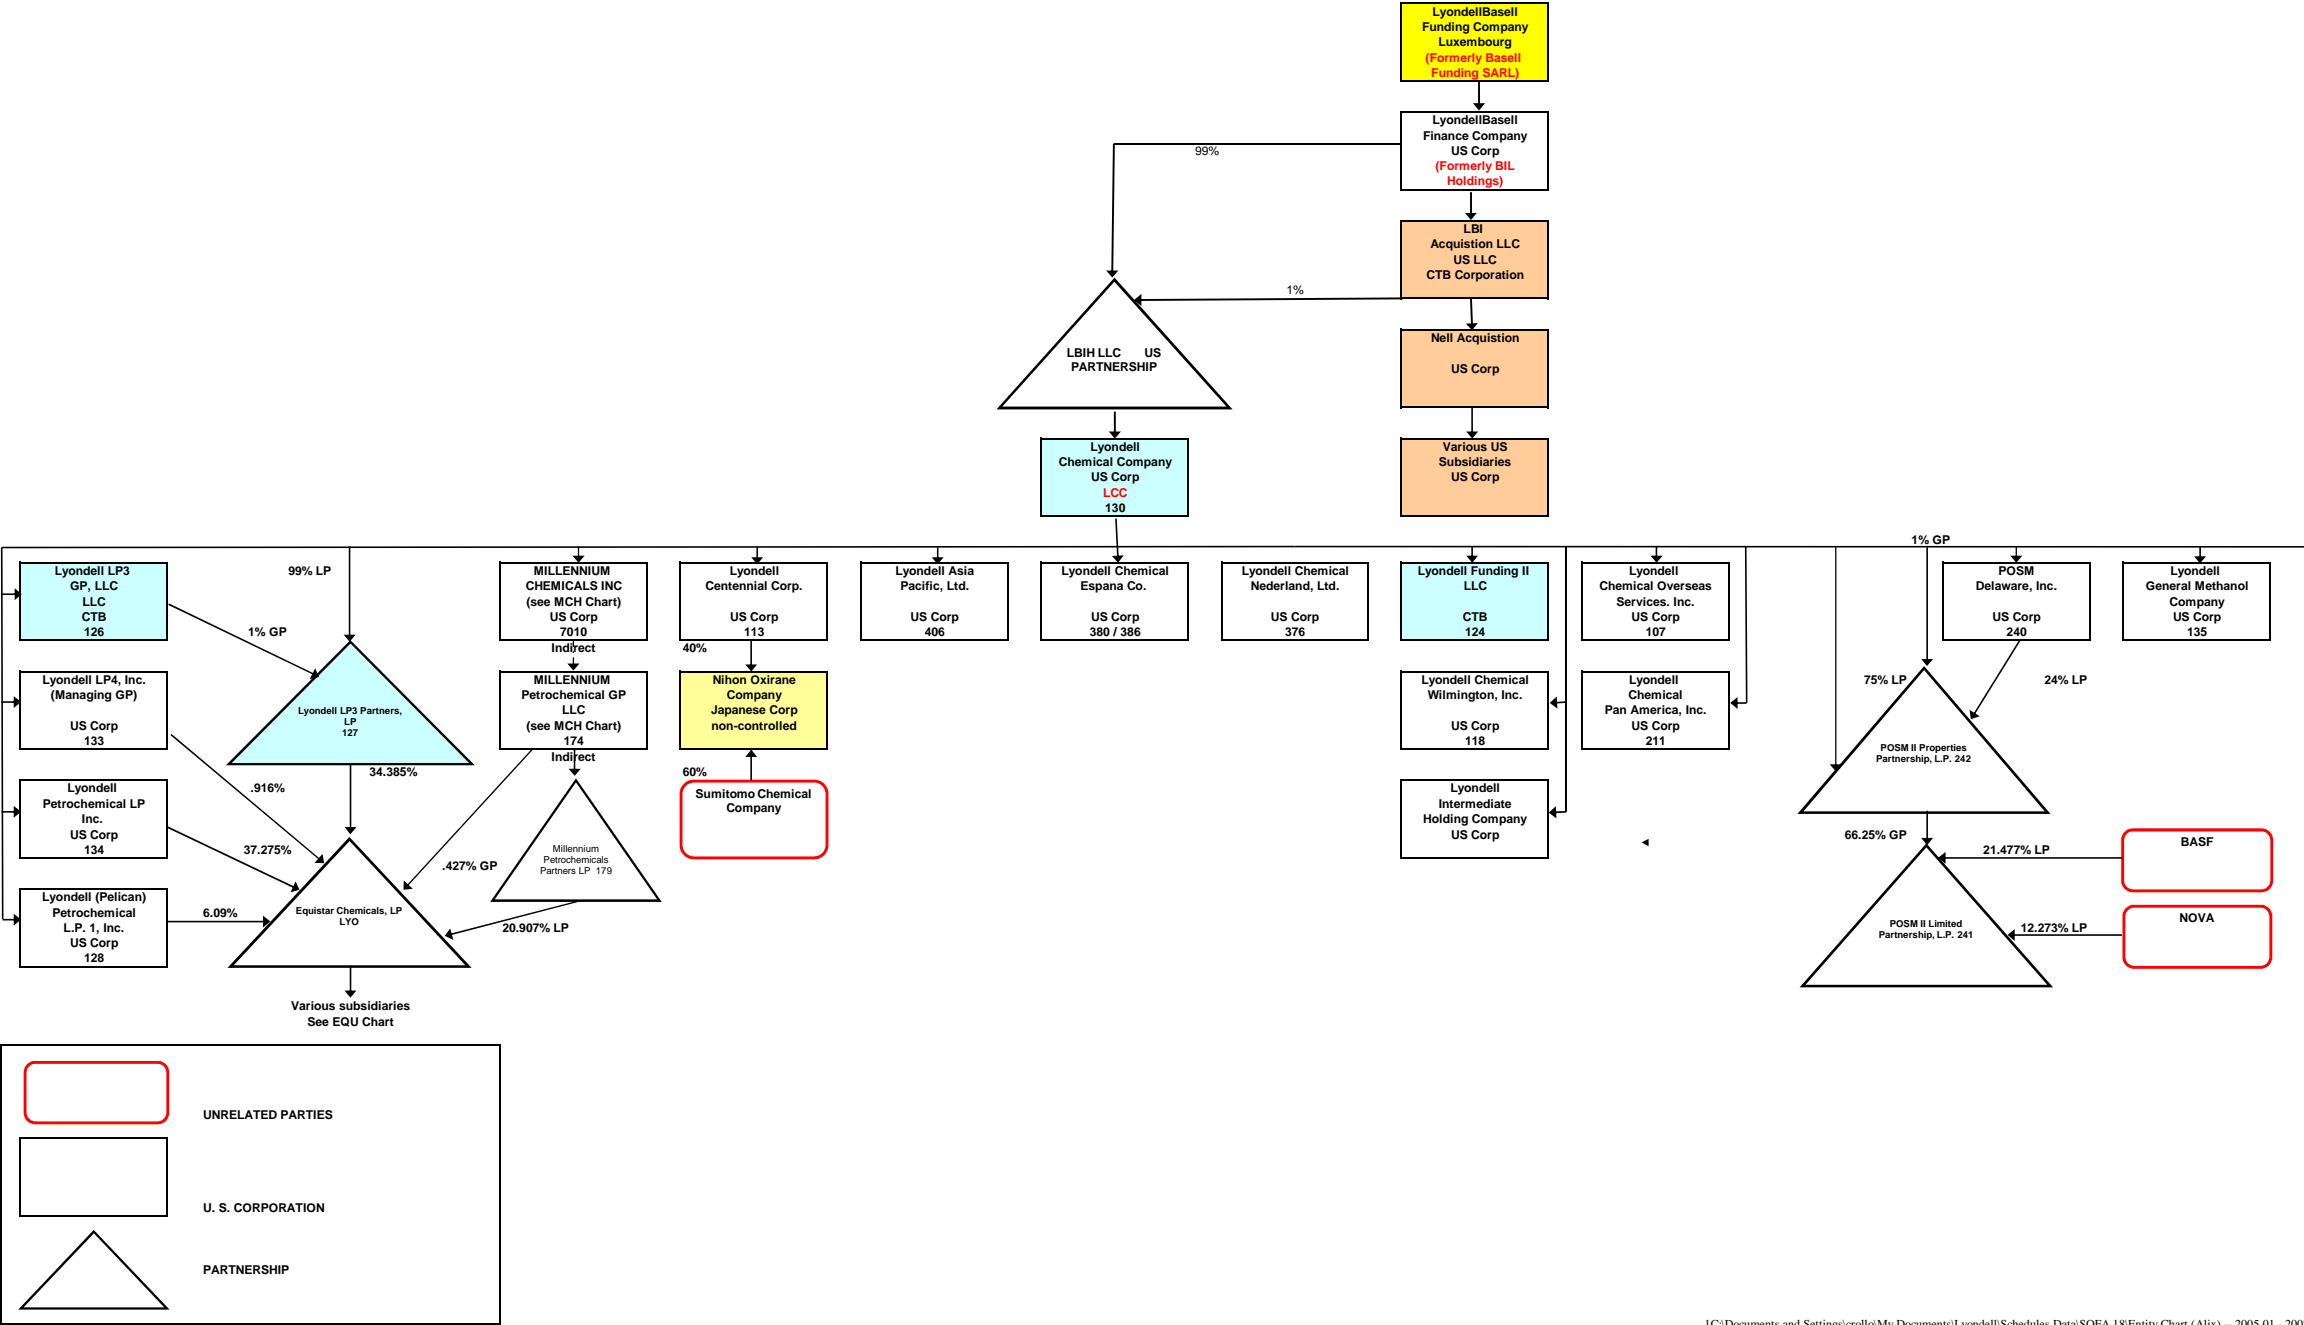 LyondellBasell
Funding Company
Luxembourg
(Formerly Basell
Funding SARL)
LyondellBasell
Finance Company
US Corp
(Formerly BIL
Holdings)
99%
LBI
Acquistion LLC
US LLC
CTB Corporation
1%
LBIH LLC US
PARTNERSHIP
Nell Acquistion
US Corp
Lyondell
Chemical Company
US Corp
LCC
130
Various US
Subsidiaries
US Corp
1% GP
Lyondell LP3
GP, LLC
LLC
CTB
126
99% LP
1% GP
MILLENNIUM
CHEMICALS INC
(see MCH Chart)
US Corp
7010
Indirect
Lyondell
Centennial Corp.
US Corp
113
40%
Lyondell Asia
Pacific, Ltd.
US Corp
406
Lyondell Chemical
Espana Co.
US Corp
380 / 386
Lyondell Chemical
Nederland, Ltd.
US Corp
376
Lyondell Funding II
LLC
CTB
124
Lyondell
Chemical Overseas
Services. Inc.
US Corp
107
POSM
Delaware, Inc.
US Corp
240
Lyondell
General Methanol
Company
US Corp
135
Lyondell LP4, Inc.
(Managing GP)
US Corp
133
Lyondell LP3 Partners,
LP
127
MILLENNIUM
Petrochemical GP
LLC
(see MCH Chart)
174
Indirect
Nihon Oxirane
Company
Japanese Corp
non-controlled
60%
Lyondell Chemical
Wilmington, Inc.
US Corp
118
Lyondell
Chemical
Pan America, Inc.
US Corp
211
75% LP
24% LP
POSM II Properties
Partnership, L.P. 242
34.385%
.916%
Lyondell
Petrochemical LP
Inc.
US Corp
134
37.275%
.427% GP
Millennium
Petrochemicals
Partners LP 179
Sumitomo Chemical
Company
Lyondell
Intermediate
Holding Company
US Corp
66.25% GP
21.477% LP
BASF
Lyondell (Pelican)
Petrochemical
L.P. 1, Inc.
US Corp
128
6.09%
Equistar Chemicals, LP
LYO
20.907% LP
POSM II Limited
Partnership, L.P. 241
12.273% LP
NOVA
Various subsidiaries
See EQU Chart
UNRELATED PARTIES
U. S. CORPORATION
PARTNERSHIP